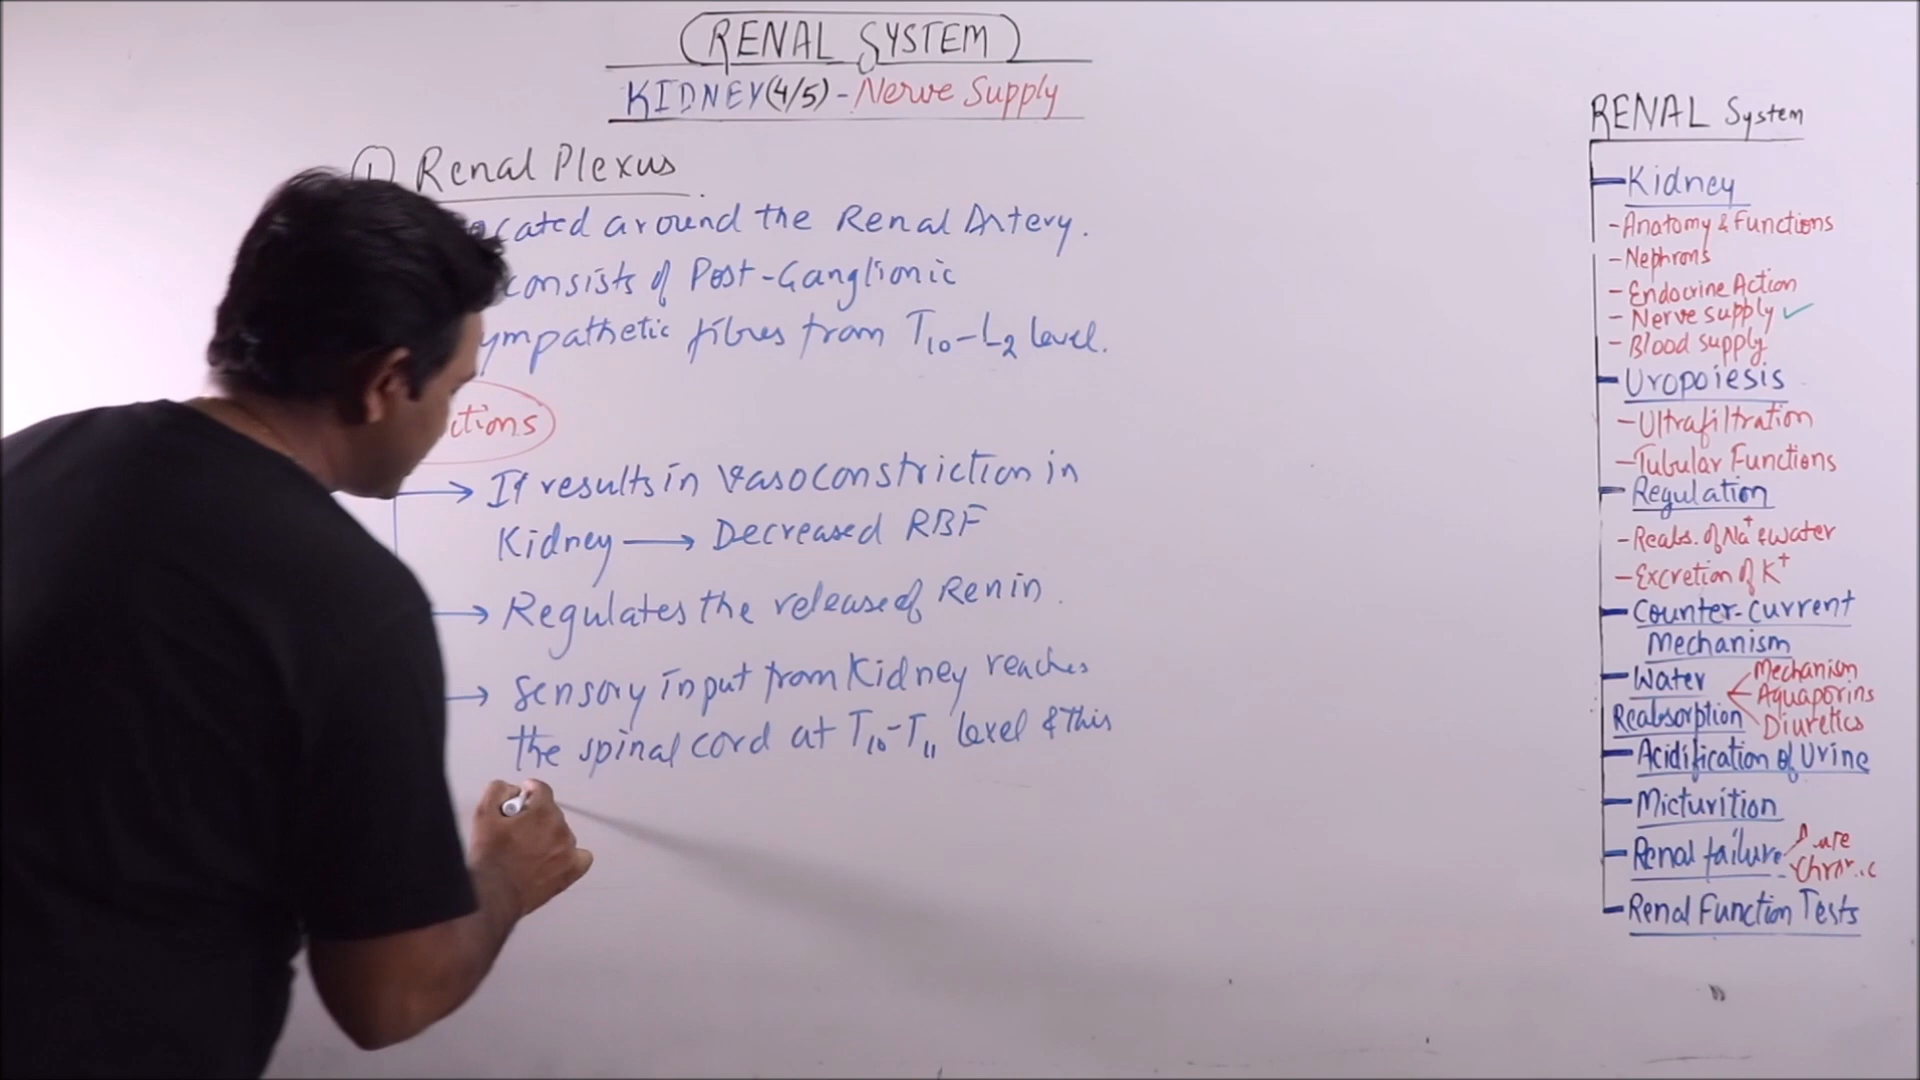 RENAL SYSTEM
KIDNEY(4/5) - Nerve Supply
① Renal Plexus
around the Renal Artery.
consists of Post-Ganglionic
fibres from T10-L2 level.
It results in vasoconstriction in
Kidney → Decreased RBF
→ Regulates the release of Renin.
→ Sensory input from Kidney reaches
the spinal cord at T10-T11 level & this
RENAL System
Kidney
- Anatomy & Functions
- Nephrons
- Endocrine Action
- Nerve supply ✓
- Blood supply
Uropoiesis
- Ultrafiltration
- Tubular Functions
Regulation
- Reabs. of Na+ & water
- Excretion of K+
Counter-current
Mechanism
Water
Reabsorption
Mechanism
Aquaporins
Diuretics
Acidification of Urine
Micturition
Renal failure
Renal Function Tests